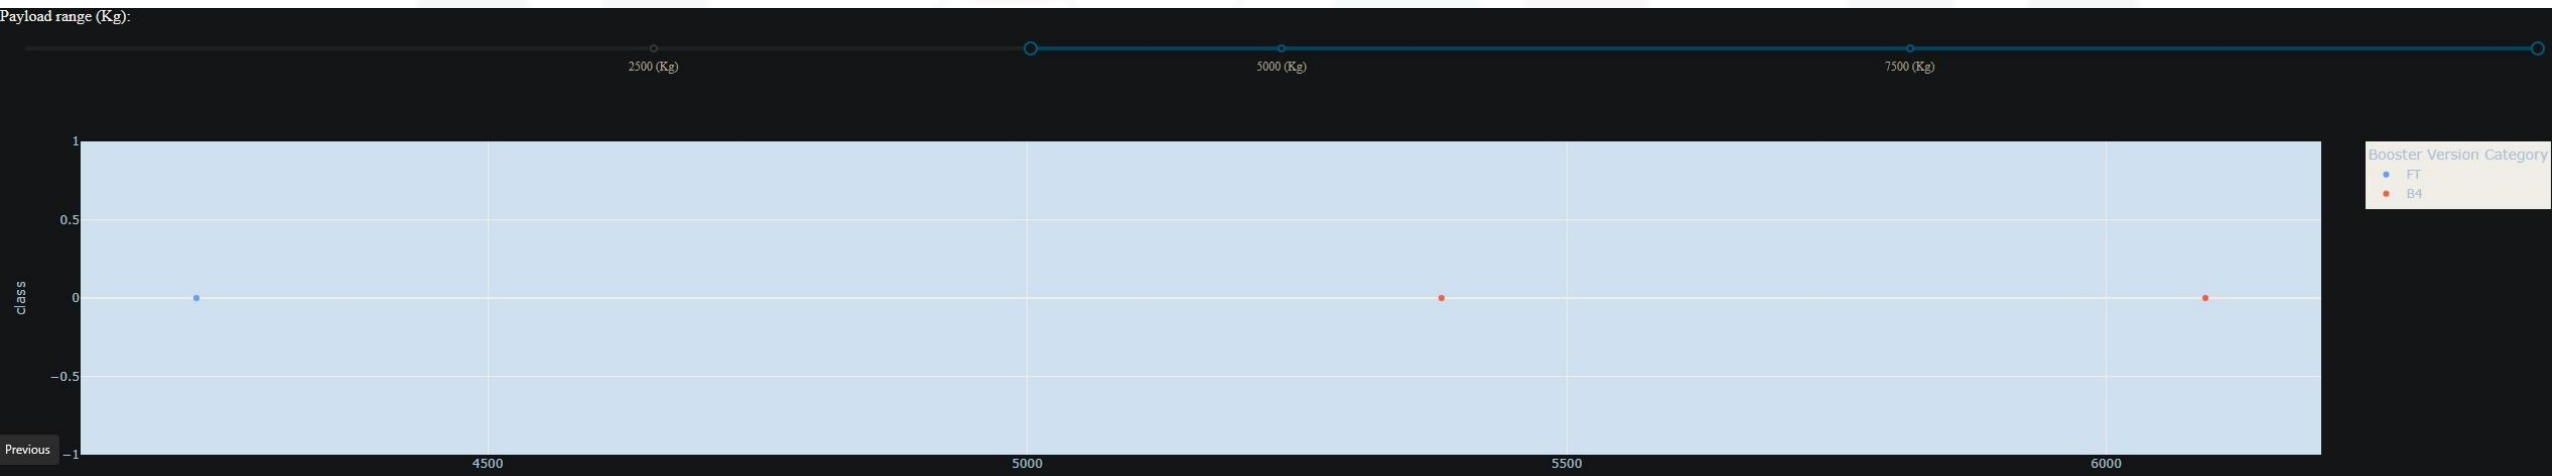 Payload range (Kg):
2500 (Kg) 5000 (Kg) 7500 (Kg)
1
0.5
0
−0.5
−1
class
4500 5000 5500 6000
Booster Version Category
FT
B4
Previous